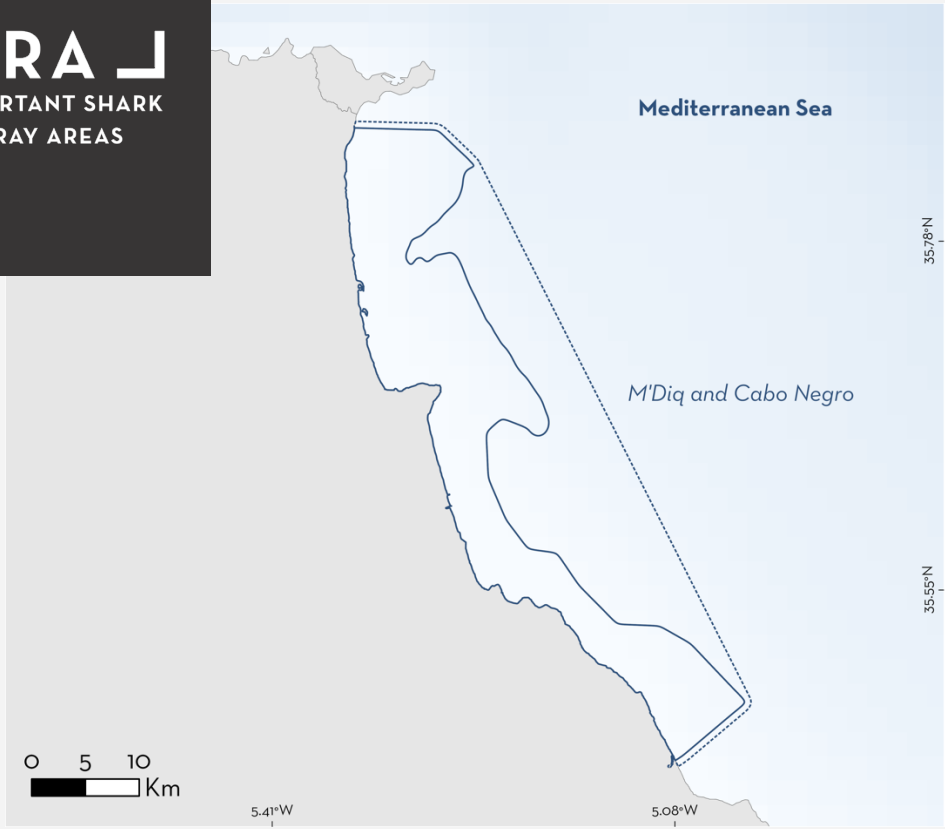 RA
RTANT SHARK
RAY AREAS
Mediterranean Sea
35.78°N
M'Diq and Cabo Negro
35.55°N
0 5 10
Km
5.41°W
5.08°W